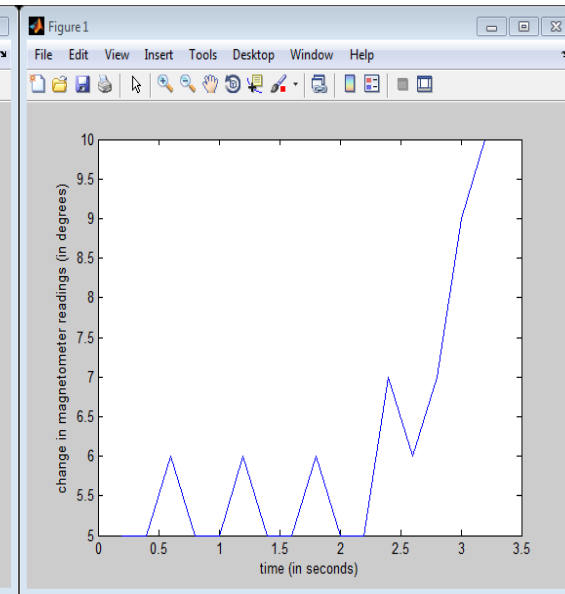 Figure 1
File Edit View Insert Tools Desktop Window Help
10
9.5
9
8.5
8
7.5
7
6.5
6
5.5
5
change in magnetometer readings (in degrees)
0 0.5 1 1.5 2 2.5 3 3.5
time (in seconds)